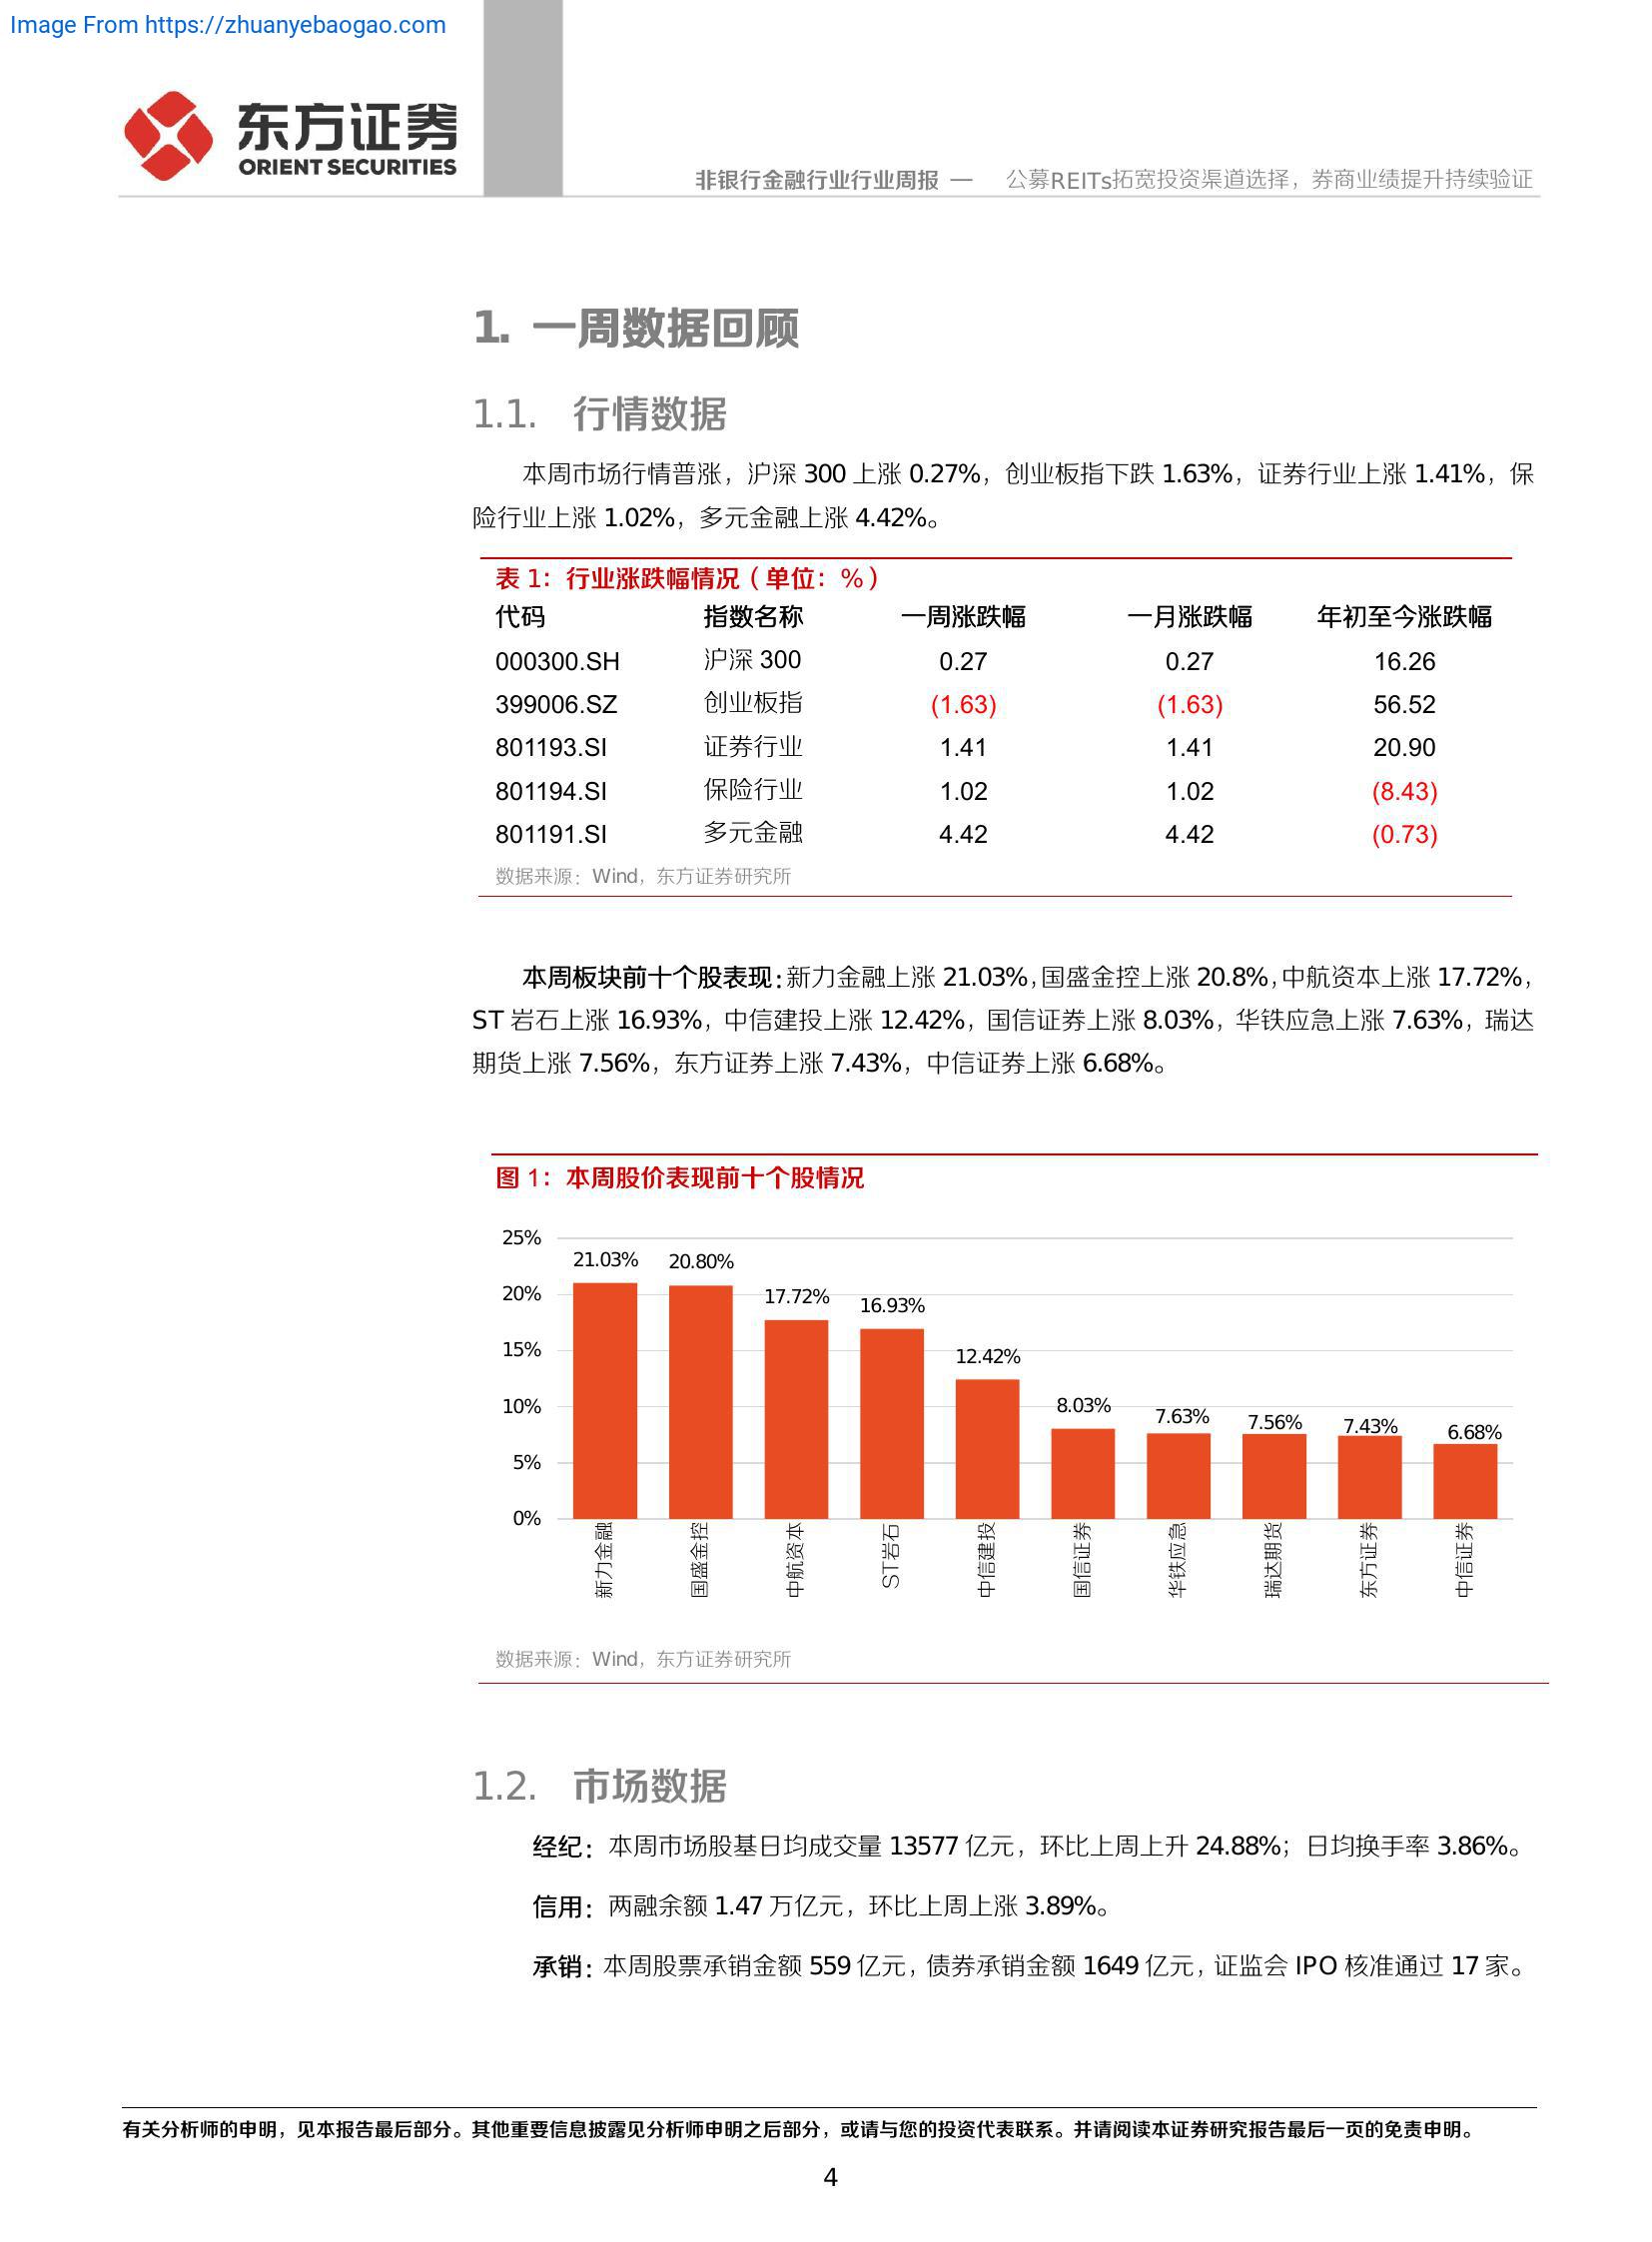 Image From https://zhuanyebaogao.com
东方证券
ORIENT SECURITIES
非银行金融行业行业周报 — 公募REITs拓宽投资渠道选择，券商业绩提升持续验证
1. 一周数据回顾
1.1. 行情数据
本周市场行情普涨，沪深 300 上涨 0.27%，创业板指下跌 1.63%，证券行业上涨 1.41%，保
险行业上涨 1.02%，多元金融上涨 4.42%。
表 1：行业涨跌幅情况（单位：%）
代码 指数名称 一周涨跌幅 一月涨跌幅 年初至今涨跌幅
000300.SH 沪深 300 0.27 0.27 16.26
399006.SZ 创业板指 (1.63) (1.63) 56.52
801193.SI 证券行业 1.41 1.41 20.90
801194.SI 保险行业 1.02 1.02 (8.43)
801191.SI 多元金融 4.42 4.42 (0.73)
数据来源：Wind，东方证券研究所
本周板块前十个股表现：新力金融上涨 21.03%，国盛金控上涨 20.8%，中航资本上涨 17.72%，
ST 岩石上涨 16.93%，中信建投上涨 12.42%，国信证券上涨 8.03%，华铁应急上涨 7.63%，瑞达
期货上涨 7.56%，东方证券上涨 7.43%，中信证券上涨 6.68%。
图 1：本周股价表现前十个股情况
25%
20%
15%
10%
5%
0%
21.03%
20.80%
17.72%
16.93%
12.42%
8.03%
7.63%
7.56%
7.43%
6.68%
新力金融
国盛金控
中航资本
ST岩石
中信建投
国信证券
华铁应急
瑞达期货
东方证券
中信证券
数据来源：Wind，东方证券研究所
1.2. 市场数据
经纪：本周市场股基日均成交量 13577 亿元，环比上周上升 24.88%；日均换手率 3.86%。
信用：两融余额 1.47 万亿元，环比上周上涨 3.89%。
承销：本周股票承销金额 559 亿元，债券承销金额 1649 亿元，证监会 IPO 核准通过 17 家。
有关分析师的申明，见本报告最后部分。其他重要信息披露见分析师申明之后部分，或请与您的投资代表联系。并请阅读本证券研究报告最后一页的免责申明。
4